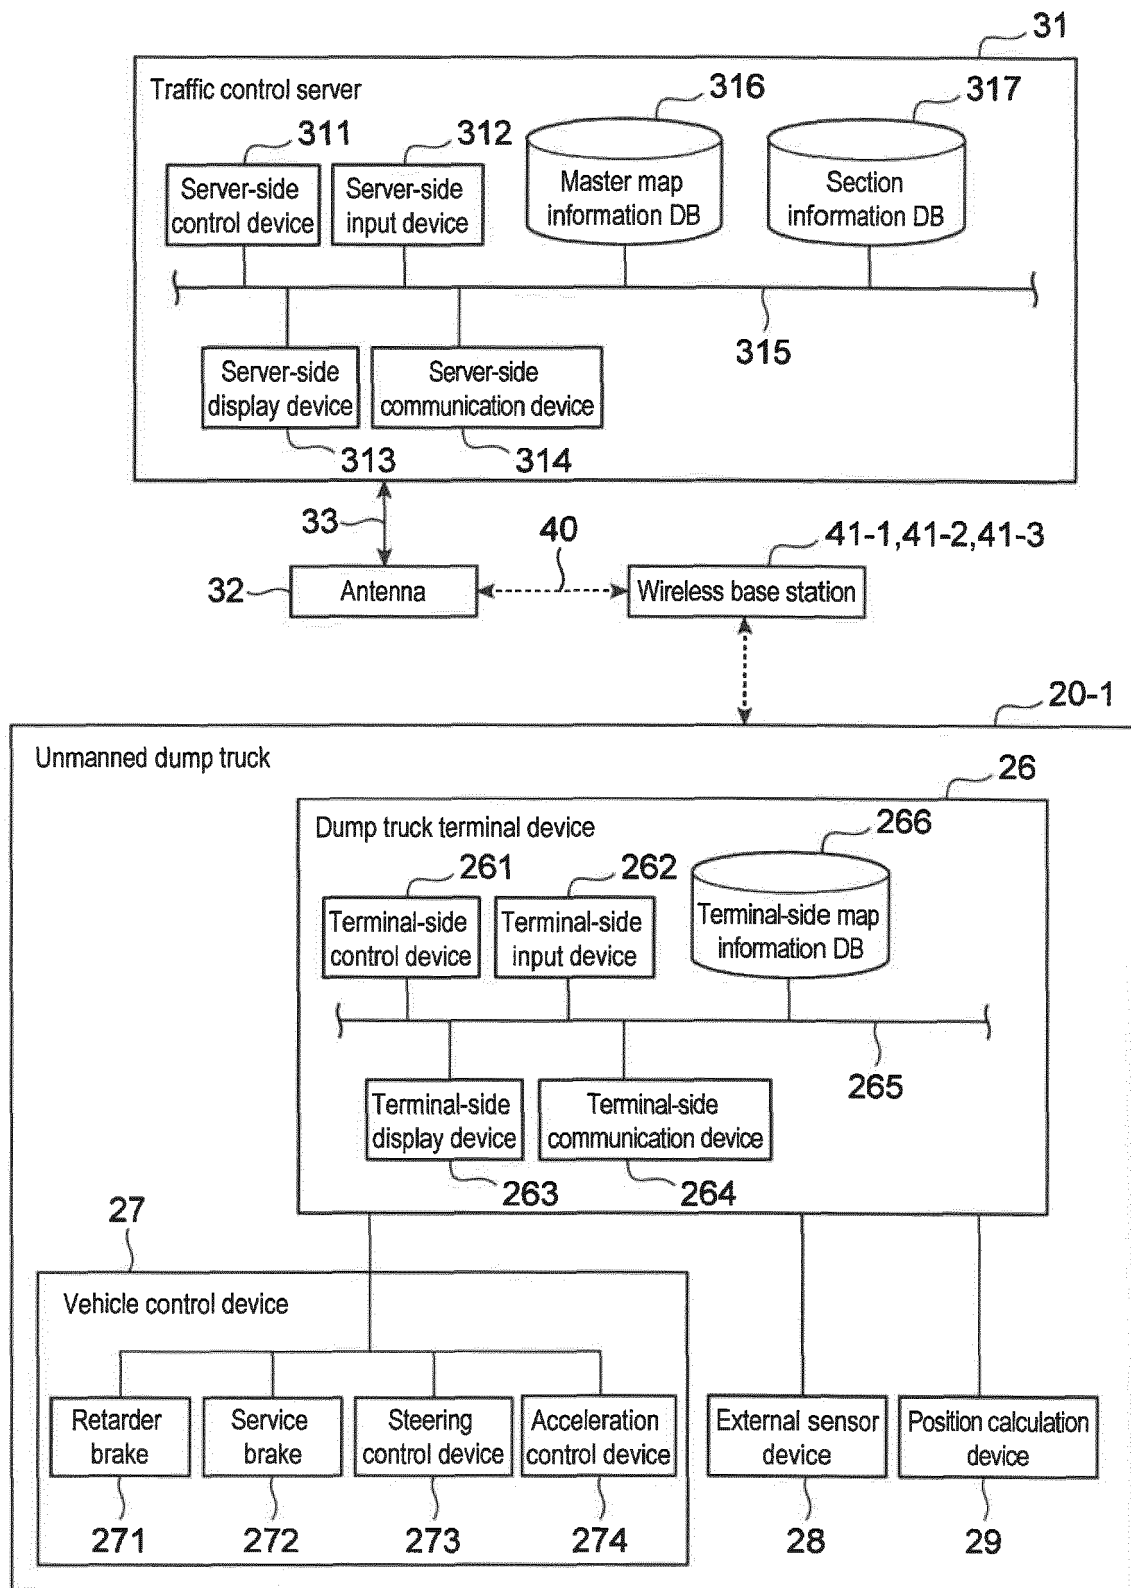 31
Traffic control server
316
317
311
312
Server-side
control device
Server-side
input device
Master map
information DB
Section
information DB
315
Server-side
display device
Server-side
communication device
313
314
33
40
41-1,41-2,41-3
32
Antenna
Wireless base station
20-1
Unmanned dump truck
26
Dump truck terminal device
266
261
262
Terminal-side
control device
Terminal-side
input device
Terminal-side map
information DB
265
Terminal-side
display device
Terminal-side
communication device
263
264
27
Vehicle control device
Retarder
brake
Service
brake
Steering
control device
Acceleration
control device
External sensor
device
Position calculation
device
271
272
273
274
28
29